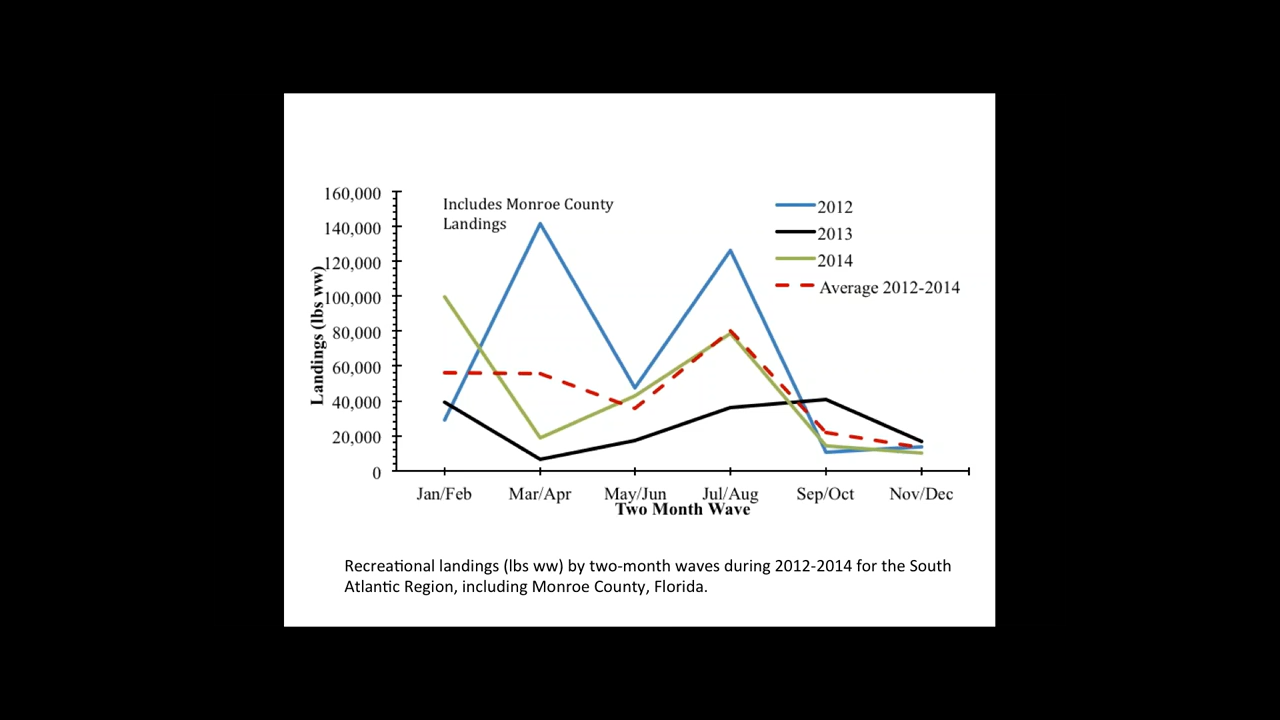 160,000
140,000
120,000
100,000
80,000
60,000
40,000
20,000
0
Landings (lbs ww)
Includes Monroe County
Landings
2012
2013
2014
Average 2012-2014
Jan/Feb Mar/Apr May/Jun Jul/Aug Sep/Oct Nov/Dec
Two Month Wave
Recreational landings (lbs ww) by two-month waves during 2012-2014 for the South
Atlantic Region, including Monroe County, Florida.